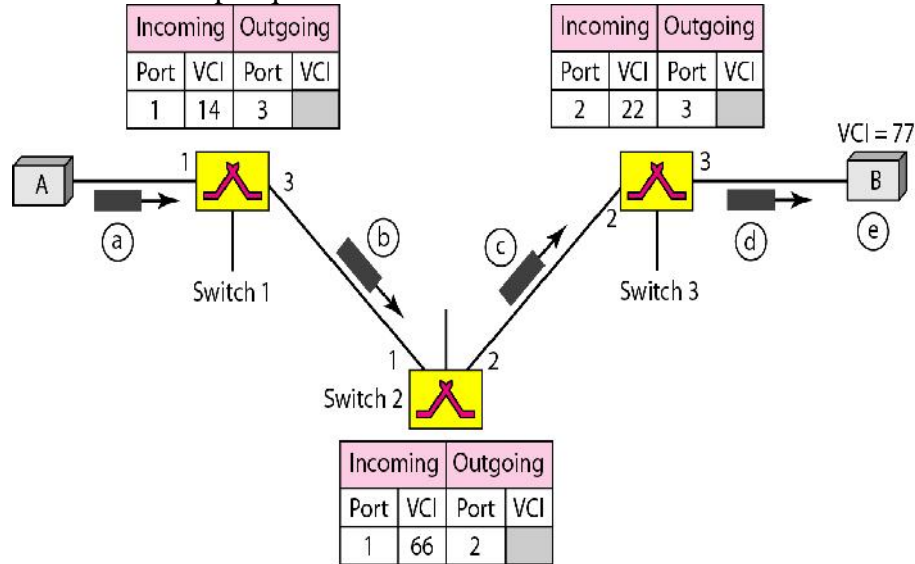 Incoming Outgoing
Port VCI Port VCI
1 14 3
Incoming Outgoing
Port VCI Port VCI
2 22 3
VCI = 77
A
1
3
a
Switch 1
b
c
2
3
Switch 3
d
B
e
1
2
Switch 2
Incoming Outgoing
Port VCI Port VCI
1 66 2